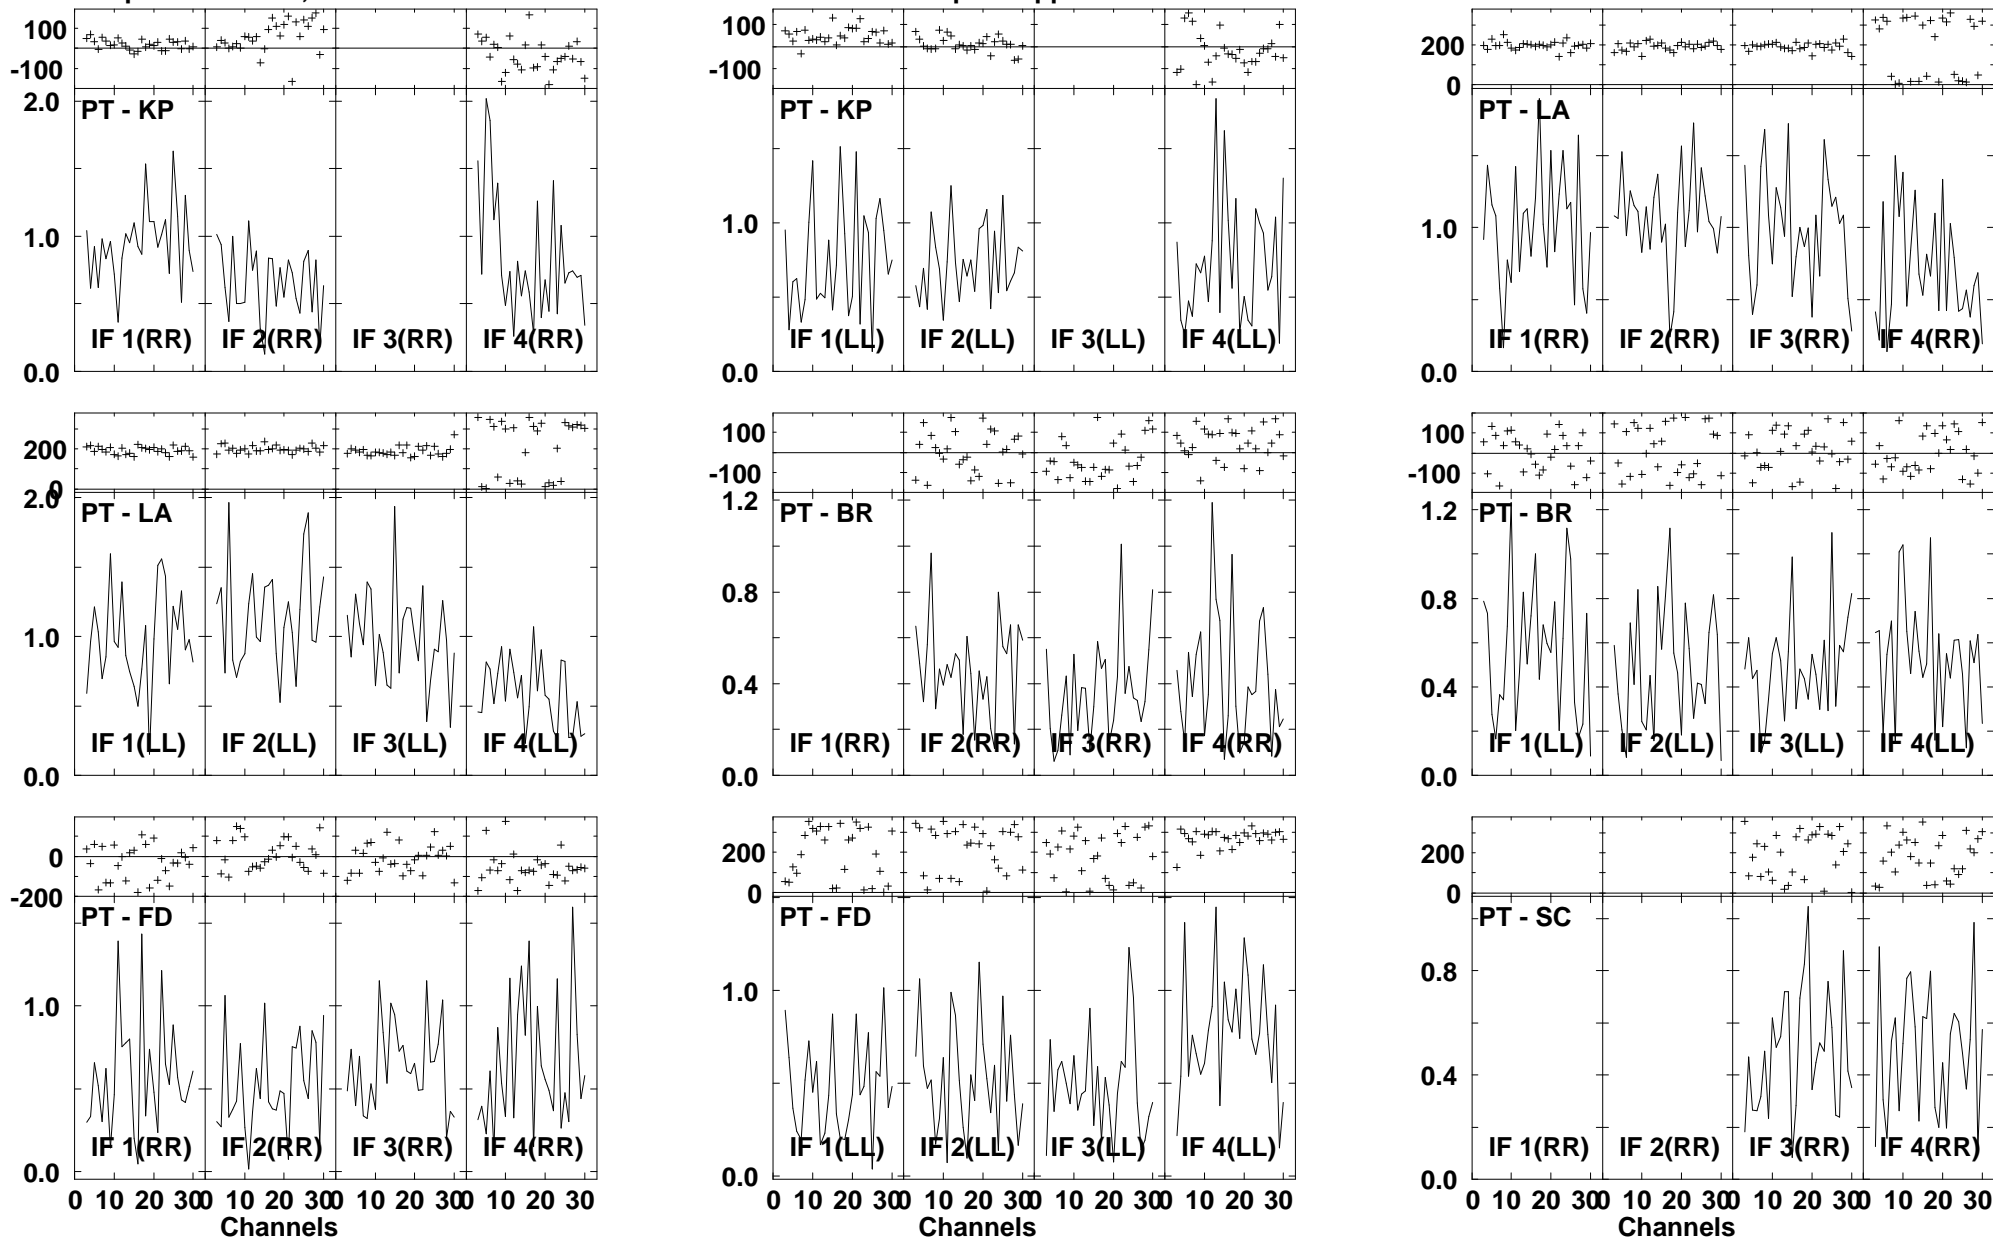 100 100 200
-100 -100 0
2.0 PT - KP PT - KP PT - LA
1.0 1.0 1.0
IF 1(RR) IF 2(RR) IF 3(RR) IF 4(RR) IF 1(LL) IF 2(LL) IF 3(LL) IF 4(LL) IF 1(RR) IF 2(RR) IF 3(RR) IF 4(RR)
0.0 0.0 0.0
200 100 100
0 -100 -100
2.0 PT - LA 1.2 PT - BR 1.2 PT - BR
0.8 0.8
1.0 0.4 0.4
IF 1(LL) IF 2(LL) IF 3(LL) IF 4(LL) IF 1(RR) IF 2(RR) IF 3(RR) IF 4(RR) IF 1(LL) IF 2(LL) IF 3(LL) IF 4(LL)
0.0 0.0 0.0
0 200 200
-200 0 0
PT - FD PT - FD PT - SC
1.0 1.0 0.8
0.4
IF 1(RR) IF 2(RR) IF 3(RR) IF 4(RR) IF 1(LL) IF 2(LL) IF 3(LL) IF 4(LL) IF 1(RR) IF 2(RR) IF 3(RR) IF 4(RR)
0.0 0.0 0.0
0 10 20 30 0 10 20 30 0 10 20 30 0 10 20 30 0 10 20 30 0 10 20 30 0 10 20 30 0 10 20 30 0 10 20 30 0 10 20 30 0 10 20 30 0 10 20 30
Channels Channels Channels